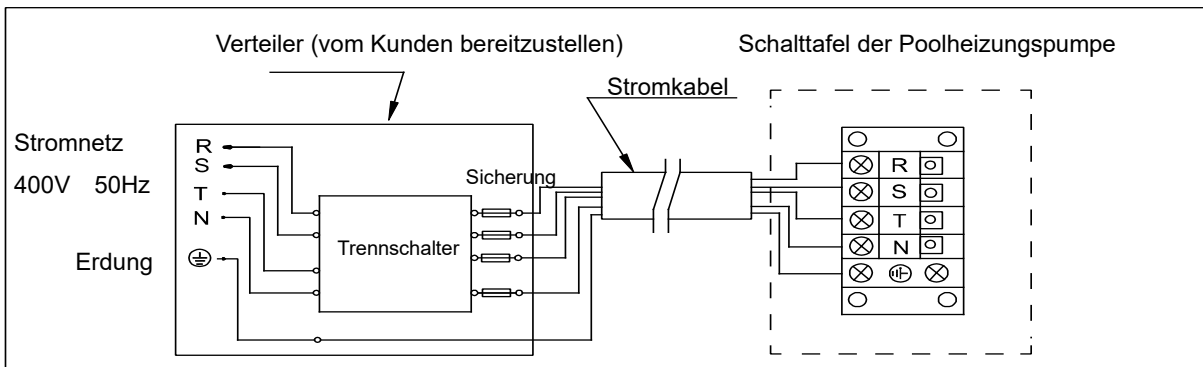 Verteiler (vom Kunden bereitzustellen)
Schalttafel der Poolheizungspumpe
Stromkabel
Stromnetz
400V 50Hz
Erdung
R
S
T
N
Sicherung
Trennschalter
R
S
T
N